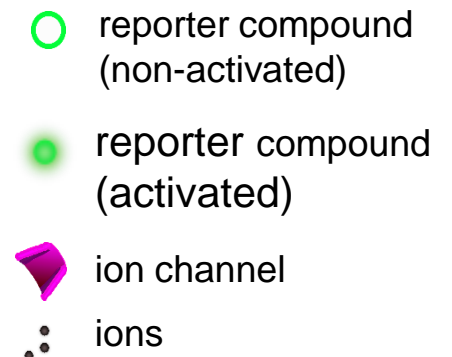 reporter compound
(non-activated)
reporter compound
(activated)
ion channel
ions